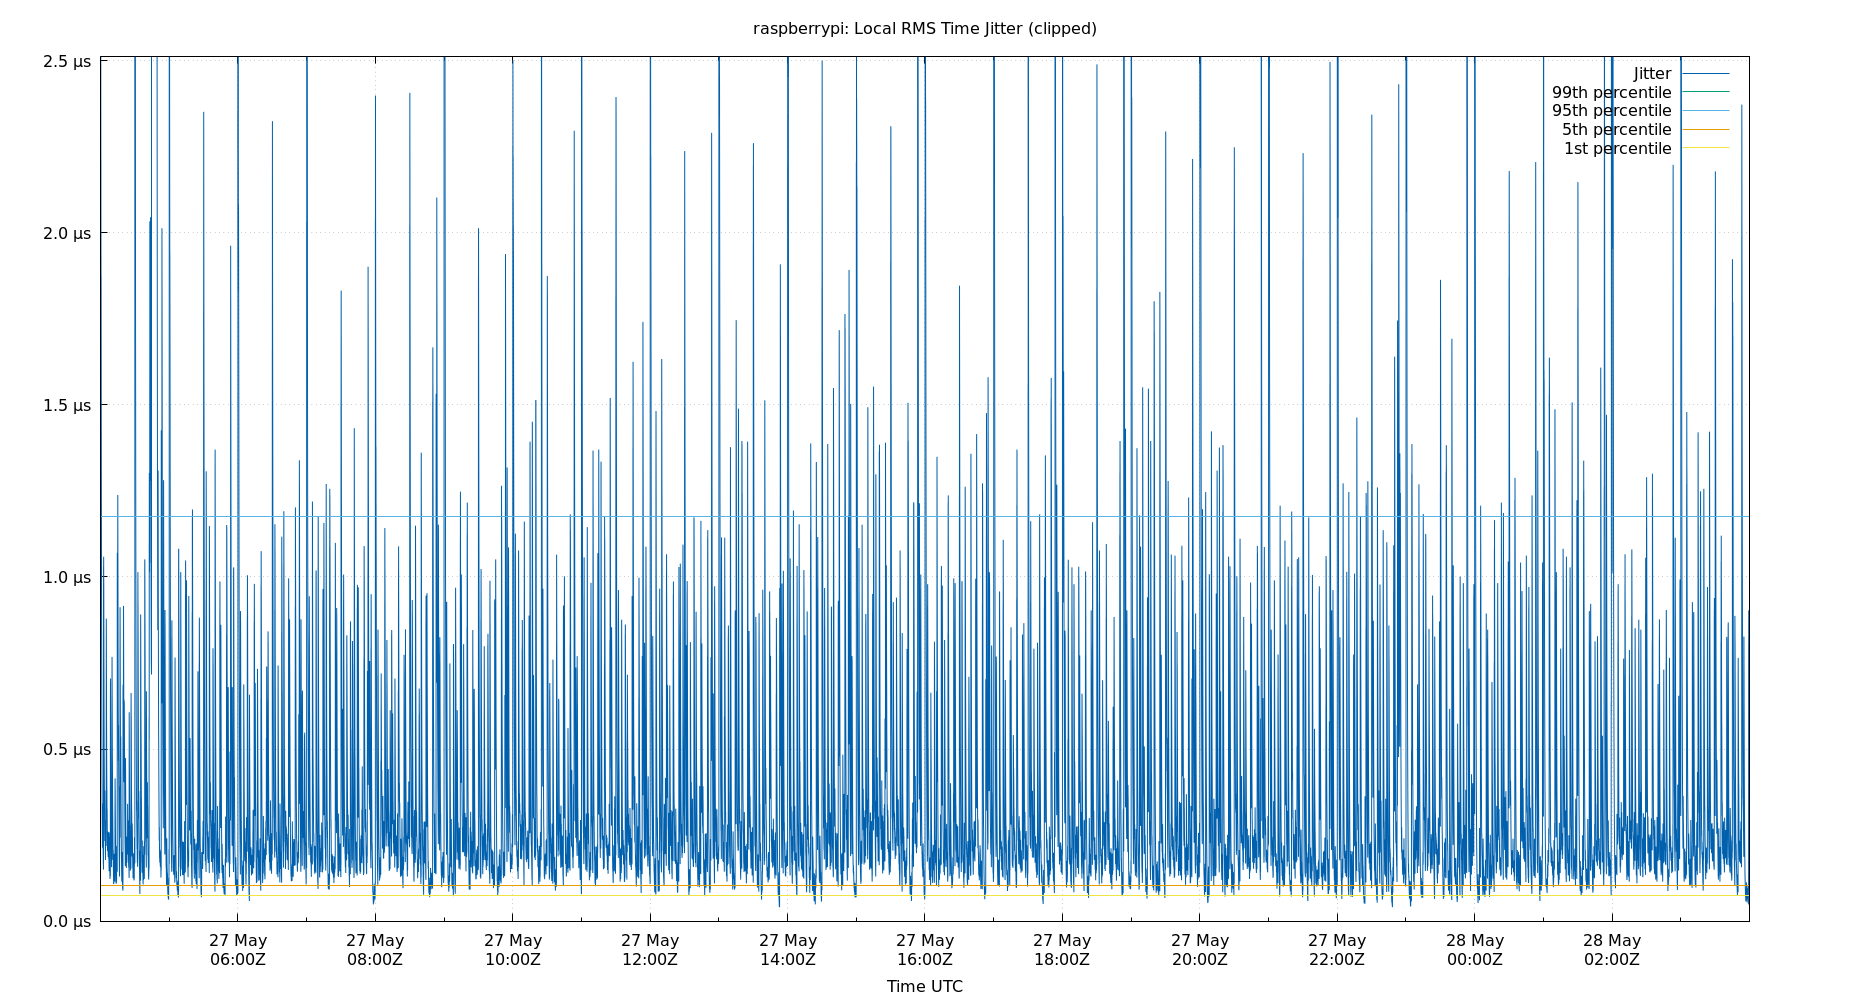 raspberrypi: Local RMS Time Jitter (clipped)
2.5 µs
2.0 µs
1.5 µs
1.0 µs
0.5 µs
0.0 µs
Jitter
99th percentile
95th percentile
5th percentile
1st percentile
27 May 27 May 27 May 27 May 27 May 27 May 27 May 27 May 27 May 28 May 28 May
06:00Z 08:00Z 10:00Z 12:00Z 14:00Z 16:00Z 18:00Z 20:00Z 22:00Z 00:00Z 02:00Z
Time UTC